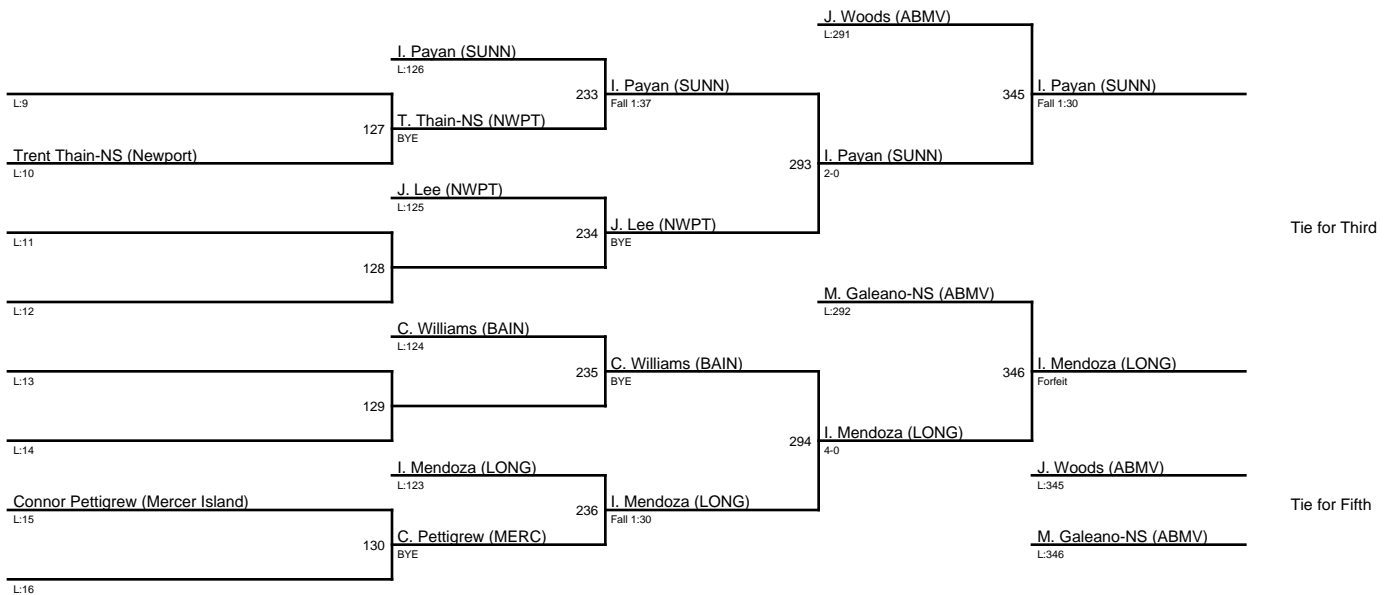 J. Woods (ABMV)
L:291
I. Payan (SUNN)
L:126
233
I. Payan (SUNN)
Fall 1:37
345
I. Payan (SUNN)
Fall 1:30
L:9
127
T. Thain-NS (NWPT)
BYE
Trent Thain-NS (Newport)
L:10
293
I. Payan (SUNN)
2-0
J. Lee (NWPT)
L:125
234
J. Lee (NWPT)
BYE
Tie for Third
L:11
128
L:12
M. Galeano-NS (ABMV)
L:292
C. Williams (BAIN)
L:124
235
C. Williams (BAIN)
BYE
346
I. Mendoza (LONG)
Forfeit
L:13
129
L:14
294
I. Mendoza (LONG)
4-0
I. Mendoza (LONG)
L:123
J. Woods (ABMV)
L:345
Connor Pettigrew (Mercer Island)
L:15
236
I. Mendoza (LONG)
Fall 1:30
Tie for Fifth
130
C. Pettigrew (MERC)
BYE
M. Galeano-NS (ABMV)
L:346
L:16